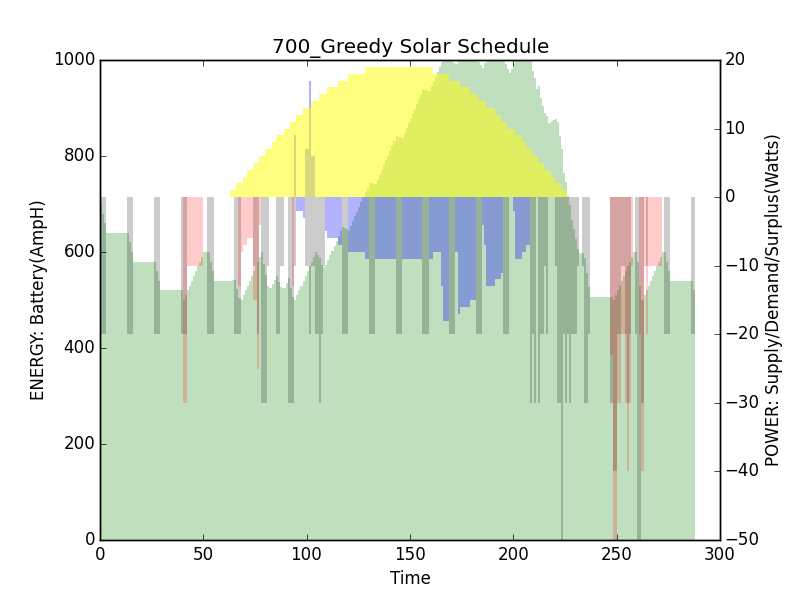 700_Greedy Solar Schedule
1000
800
600
400
200
0
ENERGY: Battery(AmpH)
20
10
0
−10
−20
−30
−40
−50
POWER: Supply/Demand/Surplus(Watts)
0 50 100 150 200 250 300
Time